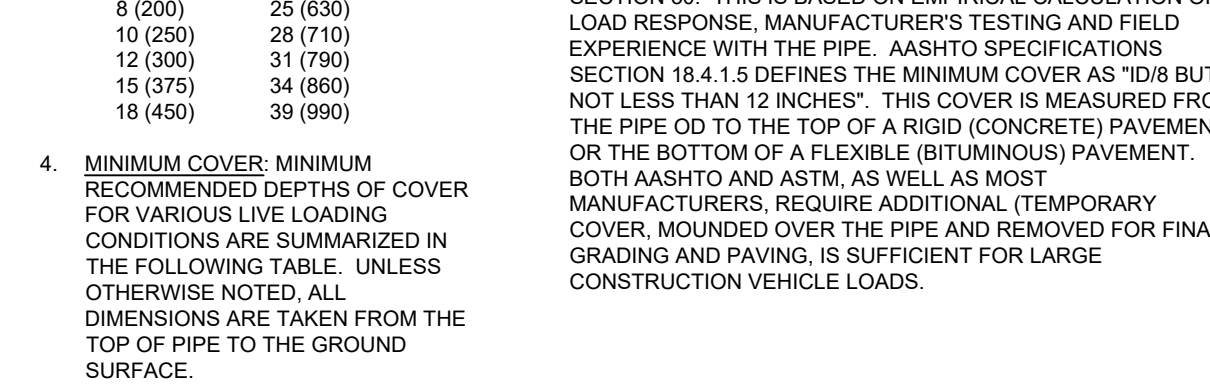 8 (200) 25 (630)
10 (250) 28 (710)
12 (300) 31 (790)
15 (375) 34 (860)
18 (450) 39 (990)
4. MINIMUM COVER: MINIMUM
RECOMMENDED DEPTHS OF COVER
FOR VARIOUS LIVE LOADING
CONDITIONS ARE SUMMARIZED IN
THE FOLLOWING TABLE. UNLESS
OTHERWISE NOTED, ALL
DIMENSIONS ARE TAKEN FROM THE
TOP OF PIPE TO THE GROUND
SURFACE.
THIS IS BASED ON EMPIRICAL CALCULATION
LOAD RESPONSE, MANUFACTURER'S TESTING AND FIELD
EXPERIENCE WITH THE PIPE. AASHTO SPECIFICATIONS
SECTION 18.4.1.5 DEFINES THE MINIMUM COVER AS "ID/8 BUT
NOT LESS THAN 12 INCHES". THIS COVER IS MEASURED FRO
THE PIPE OD TO THE TOP OF A RIGID (CONCRETE) PAVEMEN
OR THE BOTTOM OF A FLEXIBLE (BITUMINOUS) PAVEMENT.
BOTH AASHTO AND ASTM, AS WELL AS MOST
MANUFACTURERS, REQUIRE ADDITIONAL (TEMPORARY
COVER, MOUNDED OVER THE PIPE AND REMOVED FOR FINA
GRADING AND PAVING, IS SUFFICIENT FOR LARGE
CONSTRUCTION VEHICLE LOADS.